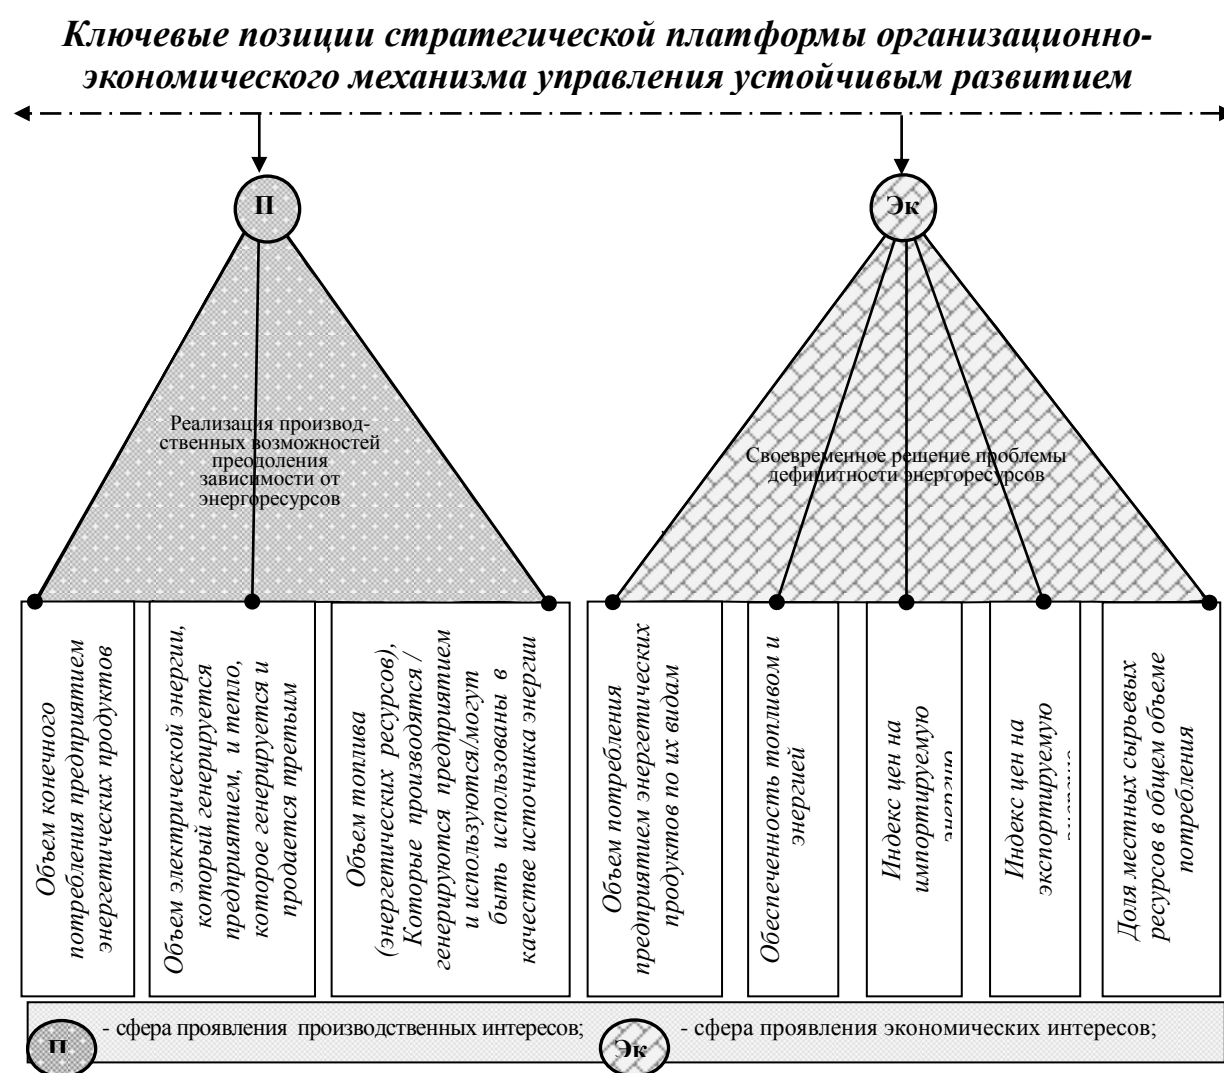 Ключевые позиции стратегической платформы организационно-
экономического механизма управления устойчивым развитием
П
Эк
Реализация производ-
ственных возможностей
преодоления
зависимости от
энергоресурсов
Своевременное решение проблемы
дефицитности энергоресурсов
Объем конечного
потребления предприятием
энергетических продуктов
Объем электрической энергии,
который генерируется
предприятием, и тепло,
которое генерируется и
продается третьим
Объем топлива
(энергетических ресурсов),
Которые производятся /
генерируются предприятием
и используются/могут
быть использованы в
качестве источника энергии
Объем потребления
предприятием энергетических
продуктов по их видам
Обеспеченность топливом и
энергией
Индекс цен на
импортируемую
энергию
Индекс цен на
экспортируемую
Доля местных сырьевых
ресурсов в общем объеме
потребления
П
- сфера проявления производственных интересов;
Эк
- сфера проявления экономических интересов;